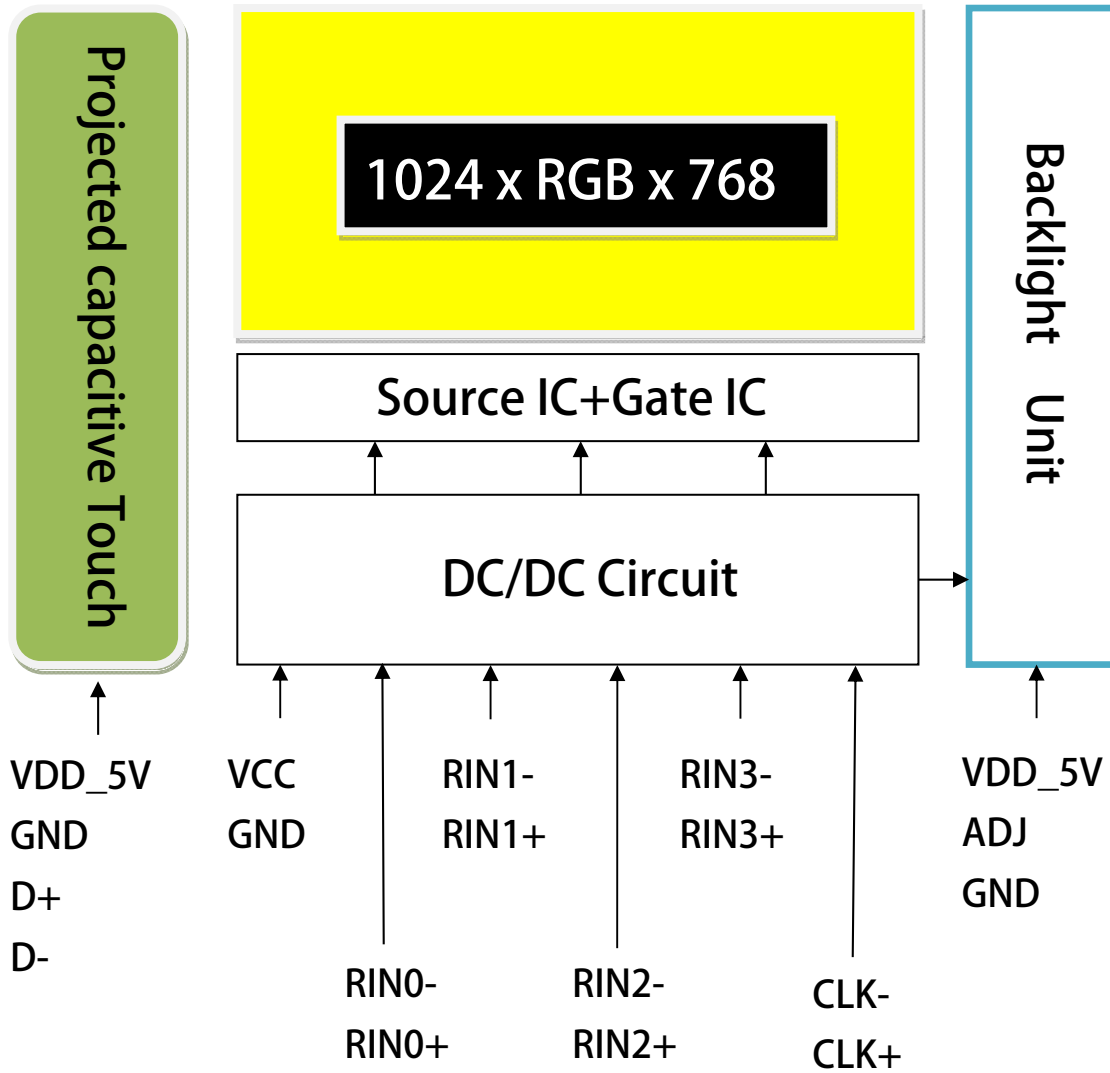 Projected capacitive Touch
1024 x RGB x 768
Backlight Unit
Source IC+Gate IC
DC/DC Circuit
VDD_5V
GND
D+
D-
VCC
GND
RIN0-
RIN0+
RIN1-
RIN1+
RIN2-
RIN2+
RIN3-
RIN3+
CLK-
CLK+
VDD_5V
ADJ
GND